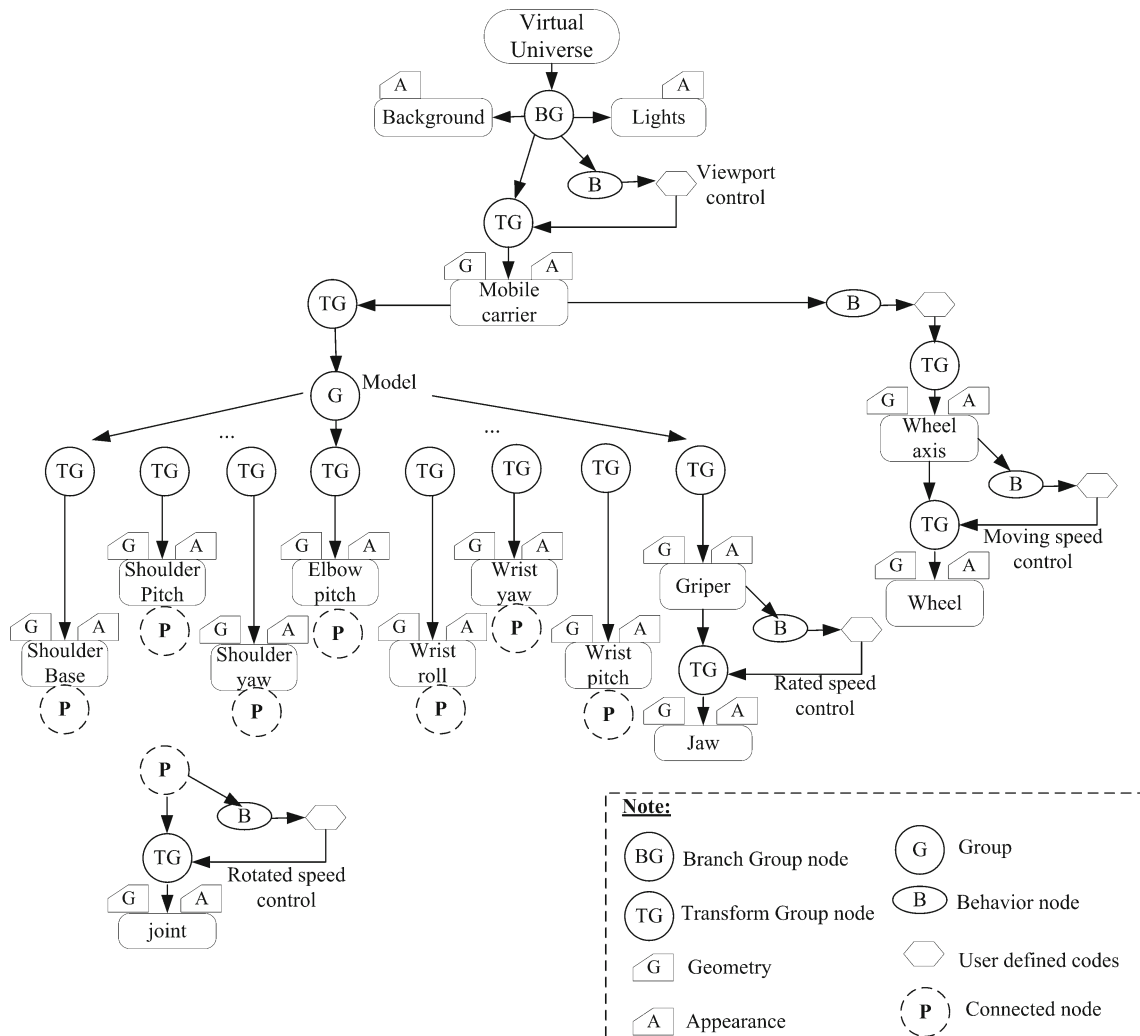 Virtual
Universe
A
A
Background
BG
Lights
B
Viewport
control
TG
G
A
Mobile
carrier
TG
B
TG
G
Model
G
A
Wheel
axis
...
...
TG
TG
TG
TG
TG
TG
TG
TG
B
TG
Moving speed
control
G
A
Wheel
G
A
Shoulder
Pitch
P
G
A
Elbow
pitch
P
G
A
Wrist
yaw
P
G
A
Griper
B
G
A
Shoulder
Base
P
G
A
Shoulder
yaw
P
G
A
Wrist
roll
P
G
A
Wrist
pitch
P
TG
Rated speed
control
G
A
Jaw
P
B
TG
Rotated speed
control
G
A
joint
Note:
BG
Branch Group node
G
Group
TG
Transform Group node
B
Behavior node
G
Geometry
User defined codes
A
Appearance
P
Connected node